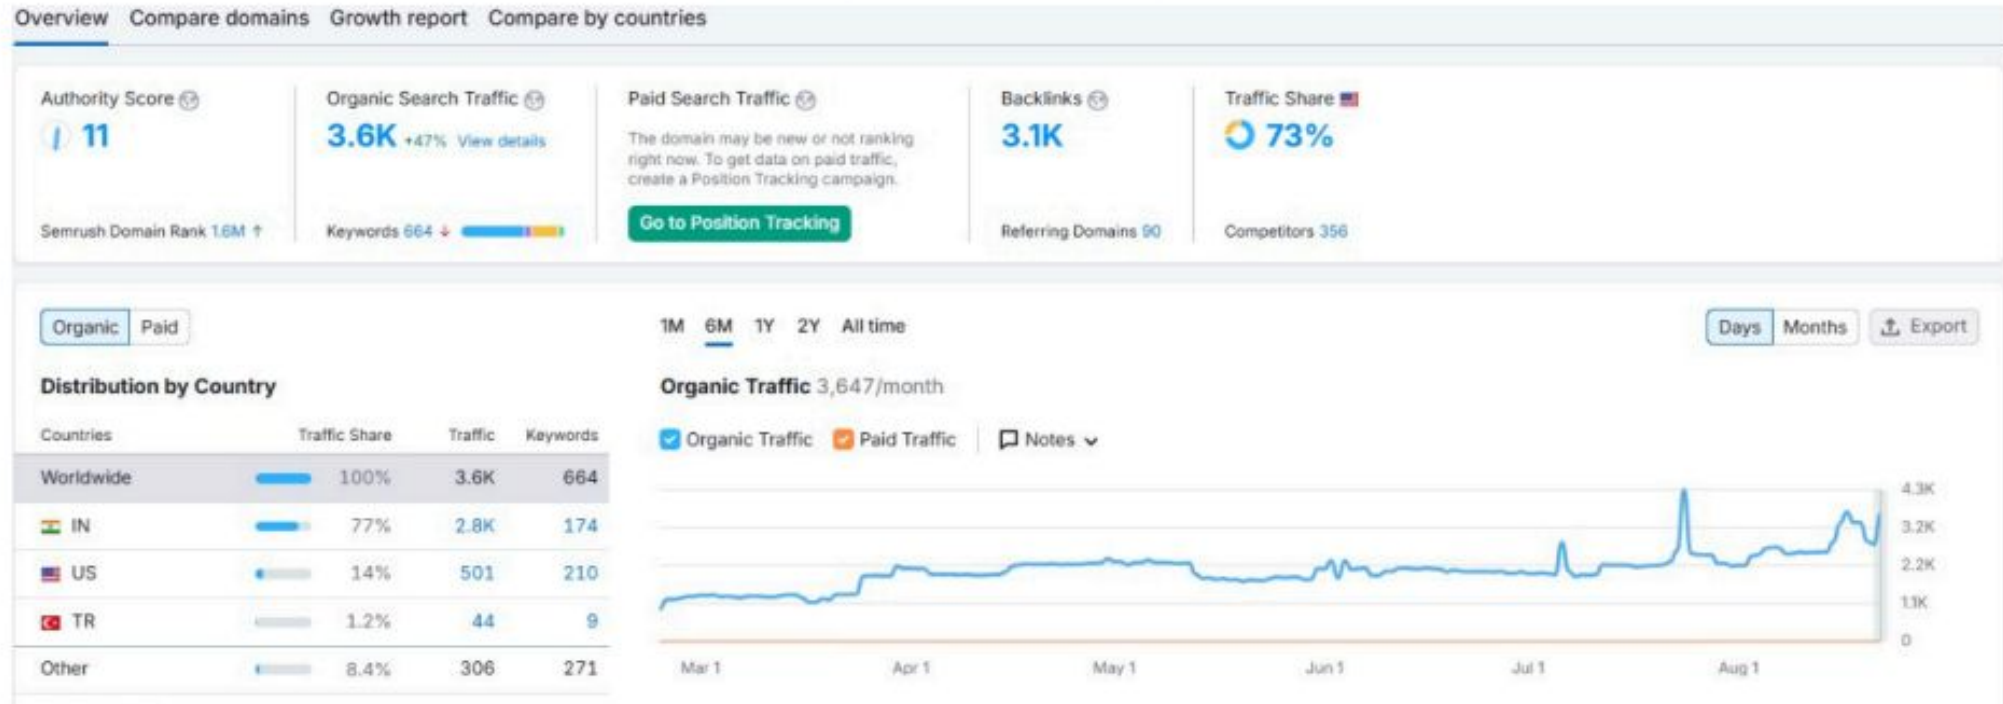 Overview Compare domains Growth report Compare by countries
Authority Score Organic Search Traffic Paid Search Traffic Backlinks Traffic Share
11 3.6K +47% View details The domain may be new or not ranking right now. To get data on paid traffic, create a Position Tracking campaign. 3.1K 73%
Go to Position Tracking
Semrush Domain Rank 1.6M ↑ Keywords 664 ↓ Referring Domains 90 Competitors 356
Organic Paid 1M 6M 1Y 2Y All time Days Months Export
Distribution by Country Organic Traffic 3,647/month
Countries Traffic Share Traffic Keywords Organic Traffic Paid Traffic Notes
Worldwide 100% 3.6K 664
IN 77% 2.8K 174
US 14% 501 210
TR 1.2% 44 9
Other 8.4% 306 271
4.3K
3.2K
2.2K
1.1K
0
Mar 1 Apr 1 May 1 Jun 1 Jul 1 Aug 1